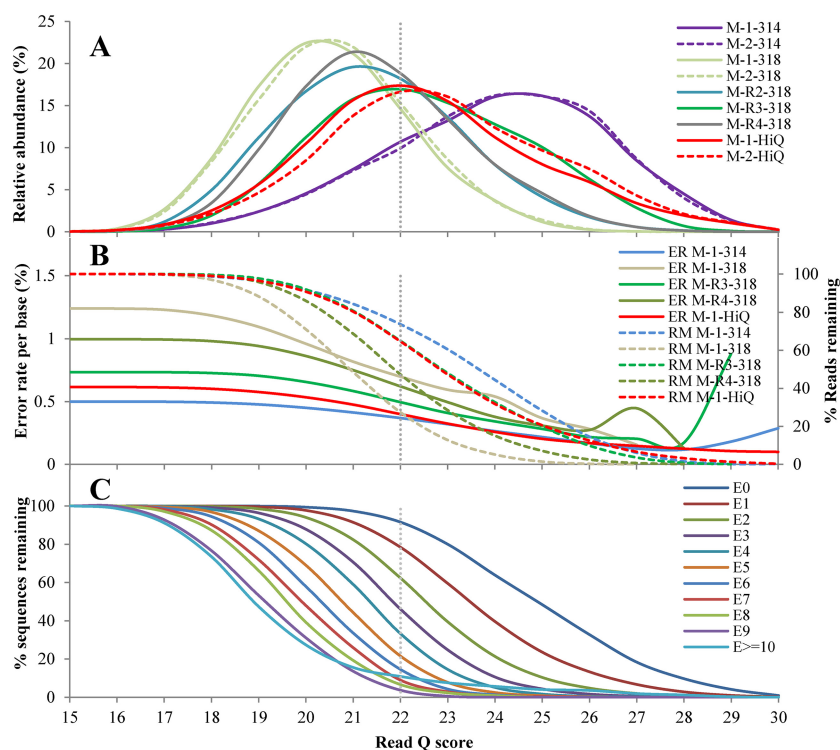 A
Relative abundance (%)
25
20
15
10
5
0
M-1-314
M-2-314
M-1-318
M-2-318
M-R2-318
M-R3-318
M-R4-318
M-1-HiQ
M-2-HiQ
B
Error rate per base (%)
1.5
1
0.5
0
ER M-1-314
ER M-1-318
ER M-R3-318
ER M-R4-318
ER M-1-HiQ
RM M-1-314
RM M-1-318
RM M-R3-318
RM M-R4-318
RM M-1-HiQ
100
80
60
40
20
0
% Reads remaining
C
% sequences remaining
100
80
60
40
20
0
E0
E1
E2
E3
E4
E5
E6
E7
E8
E9
E>=10
15 16 17 18 19 20 21 22 23 24 25 26 27 28 29 30
Read Q score